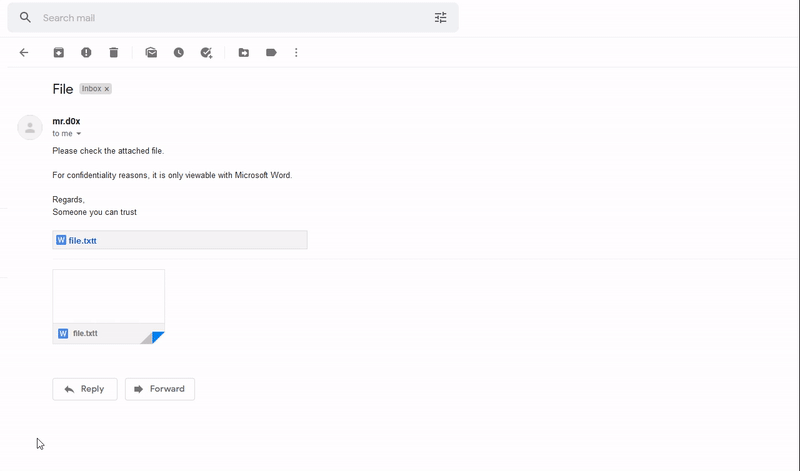 Search mail
File Inbox ×
mr.d0x
to me
Please check the attached file.
For confidentiality reasons, it is only viewable with Microsoft Word.
Regards,
Someone you can trust
W file.txtt
W file.txtt
Reply Forward